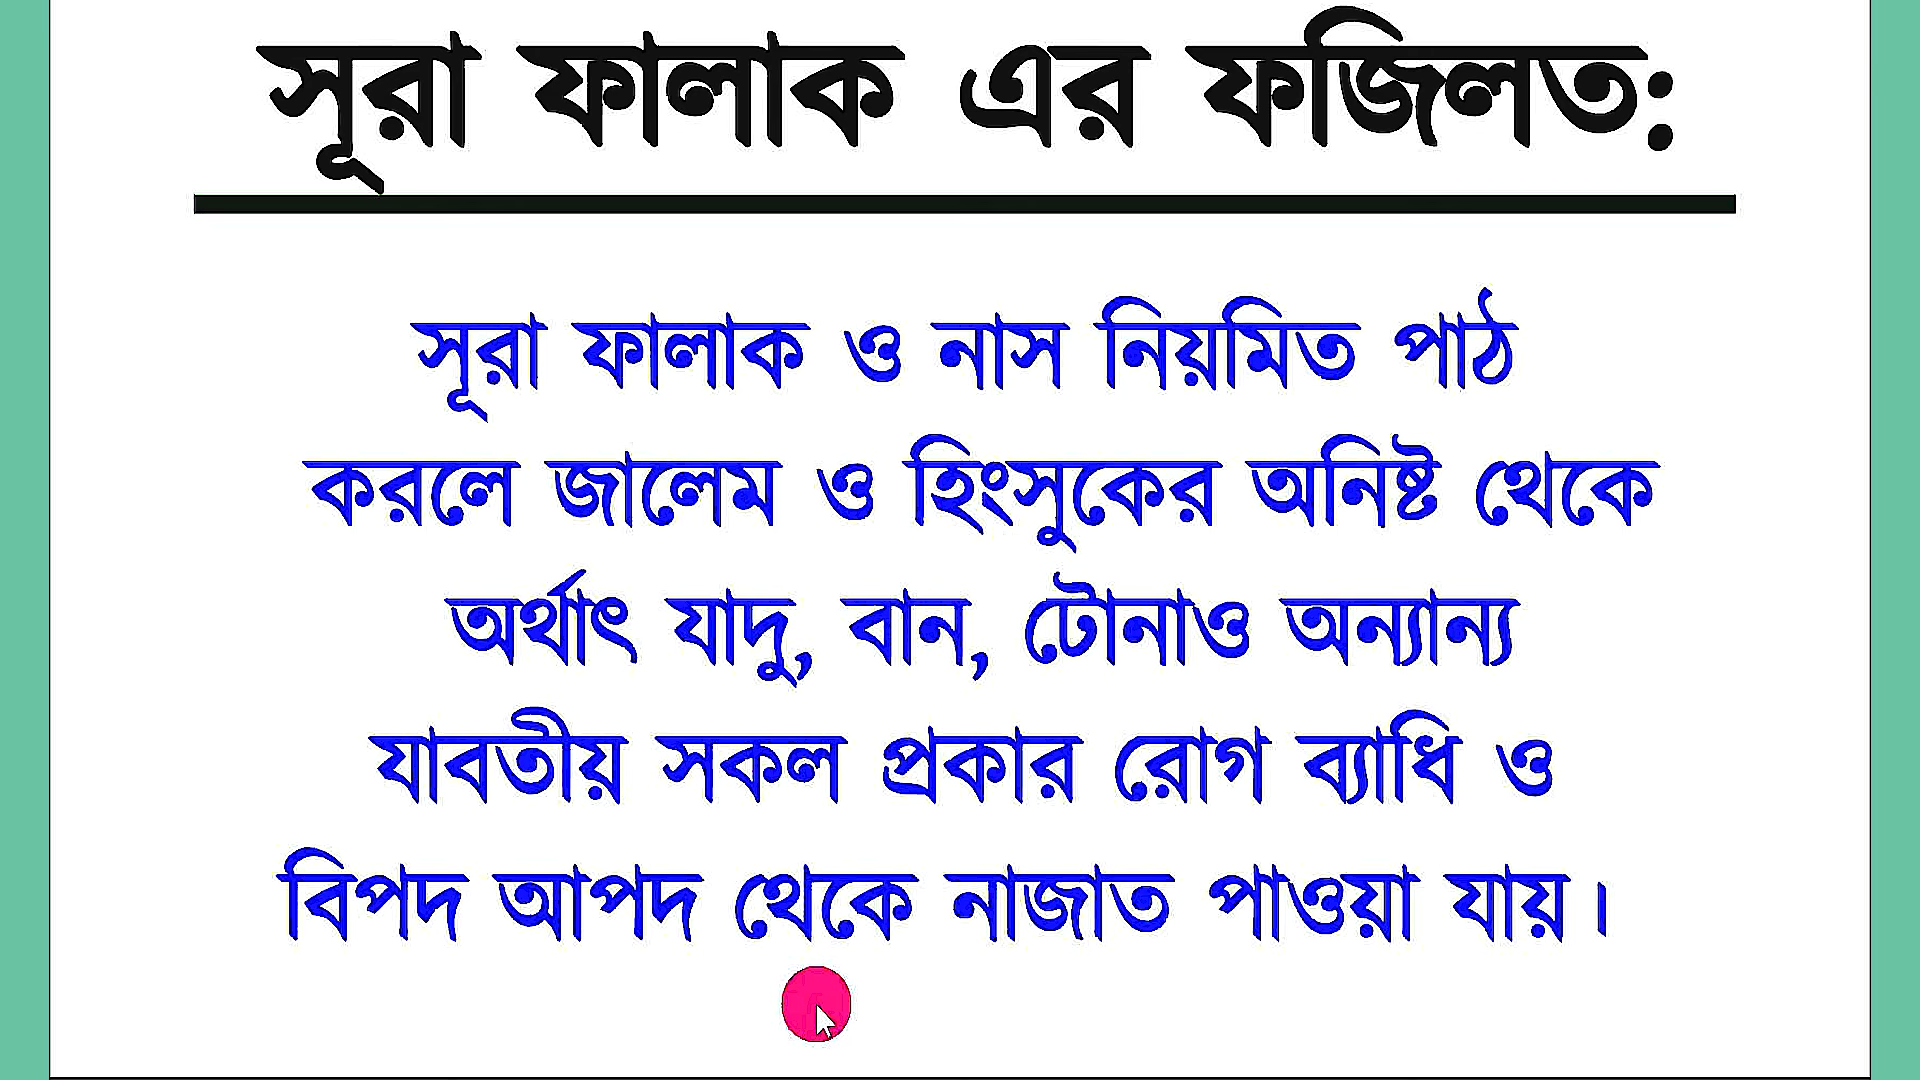 সূরা ফালাক এর ফজিলত:
সূরা ফালাক ও নাস নিয়মিত পাঠ
করলে জালেম ও হিংসুকের অনিষ্ট থেকে
অর্থাৎ যাদু, বান, টোনাও অন্যান্য
যাবতীয় সকল প্রকার রোগ ব্যাধি ও
বিপদ আপদ থেকে নাজাত পাওয়া যায়।